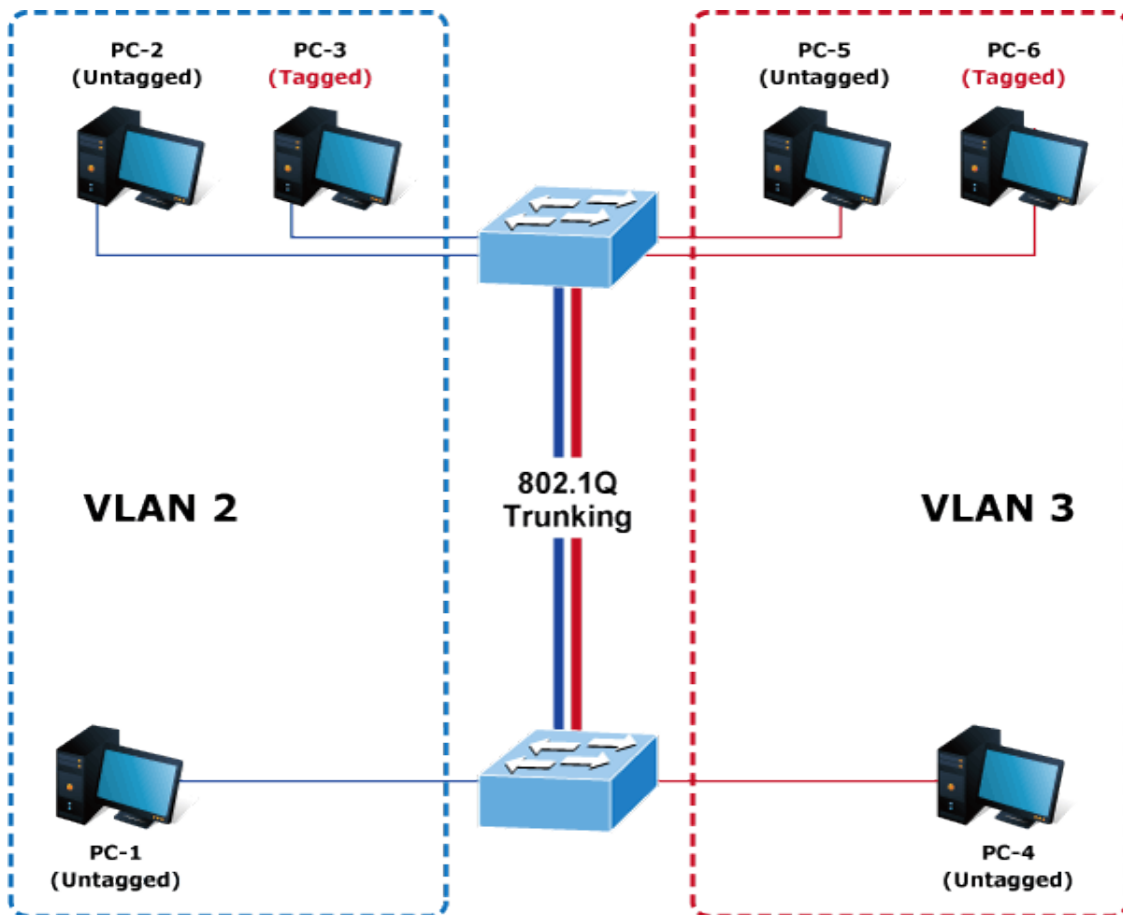 PC-2
(Untagged)
PC-3
(Tagged)
PC-5
(Untagged)
PC-6
(Tagged)
802.1Q
Trunking
VLAN 2
VLAN 3
PC-1
(Untagged)
PC-4
(Untagged)